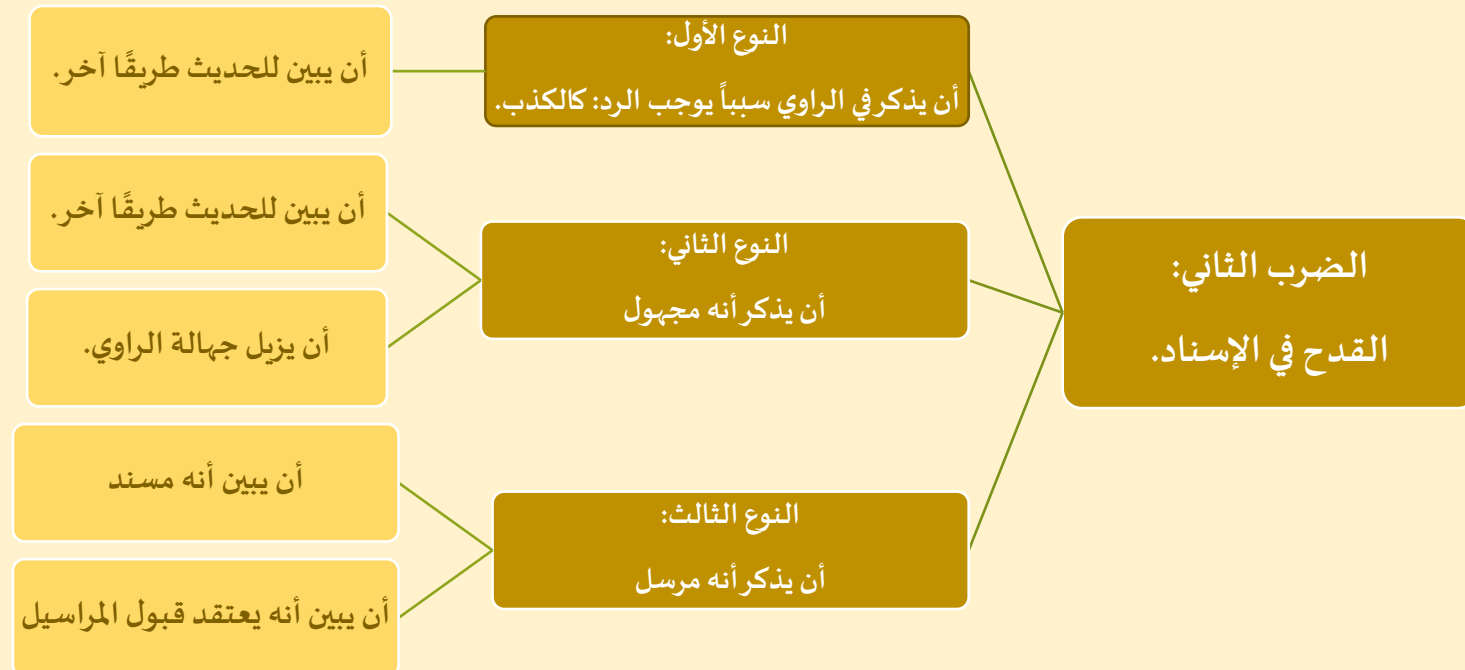 الضرب الثاني:
القدح في الإسناد.
النوع الأول:
أن يذكر في الراوي سبباً يوجب الرد: كالكذب.
أن يبين للحديث طريقًا آخر.
النوع الثاني:
أن يذكر أنه مجهول
أن يبين للحديث طريقًا آخر.
أن يزيل جهالة الراوي.
النوع الثالث:
أن يذكر أنه مرسل
أن يبين أنه مسند
أن يبين أنه يعتقد قبول المراسيل